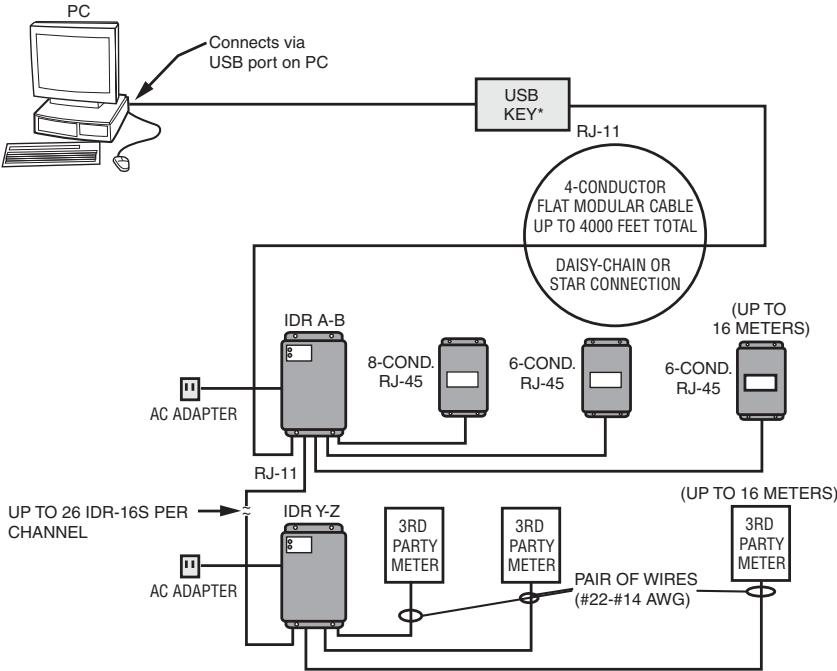 PC
Connects via
USB port on PC
USB
KEY*
RJ-11
4-CONDUCTOR
FLAT MODULAR CABLE
UP TO 4000 FEET TOTAL
DAISY-CHAIN OR
STAR CONNECTION
(UP TO
16 METERS)
IDR A-B
8-COND.
RJ-45
6-COND.
RJ-45
6-COND.
RJ-45
AC ADAPTER
RJ-11
UP TO 26 IDR-16S PER
CHANNEL
IDR Y-Z
(UP TO 16 METERS)
3RD
PARTY
METER
3RD
PARTY
METER
3RD
PARTY
METER
AC ADAPTER
PAIR OF WIRES
(#22-#14 AWG)